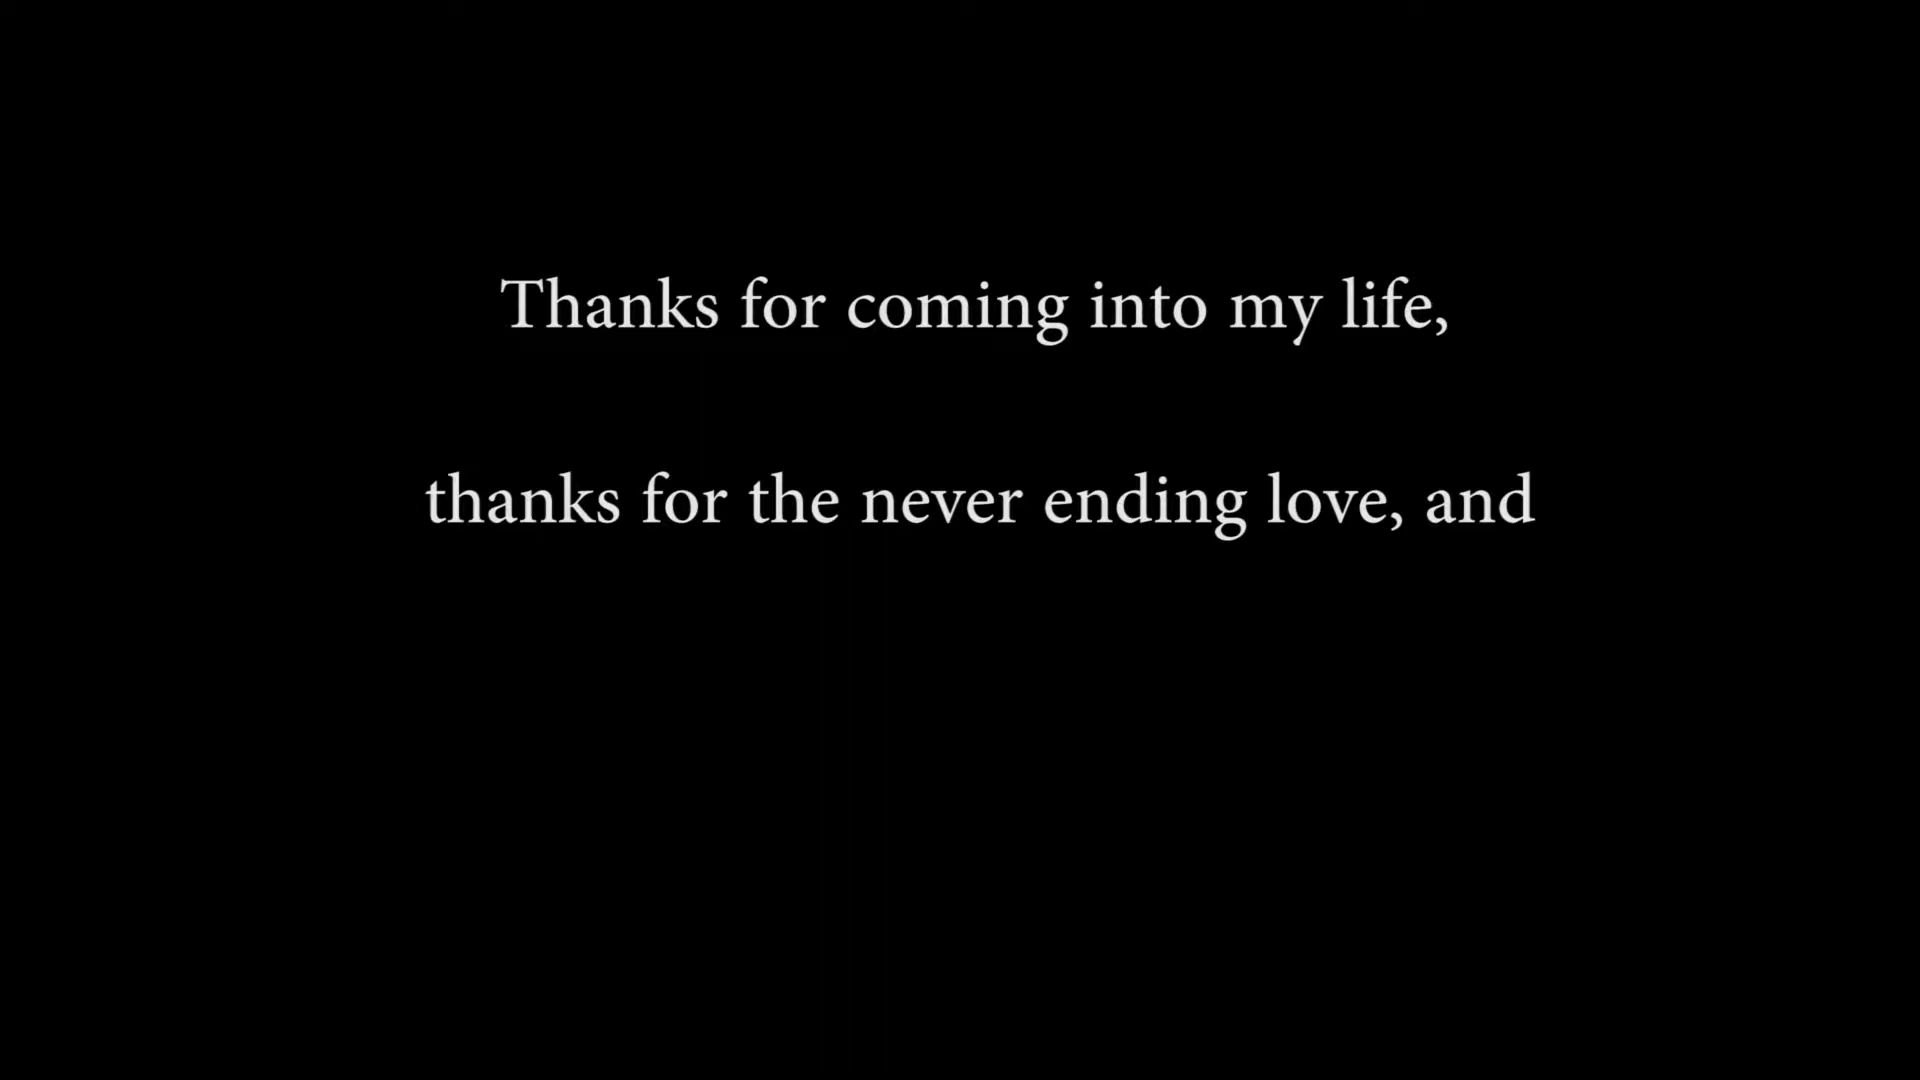 Thanks for coming into my life,
thanks for the never ending love, and